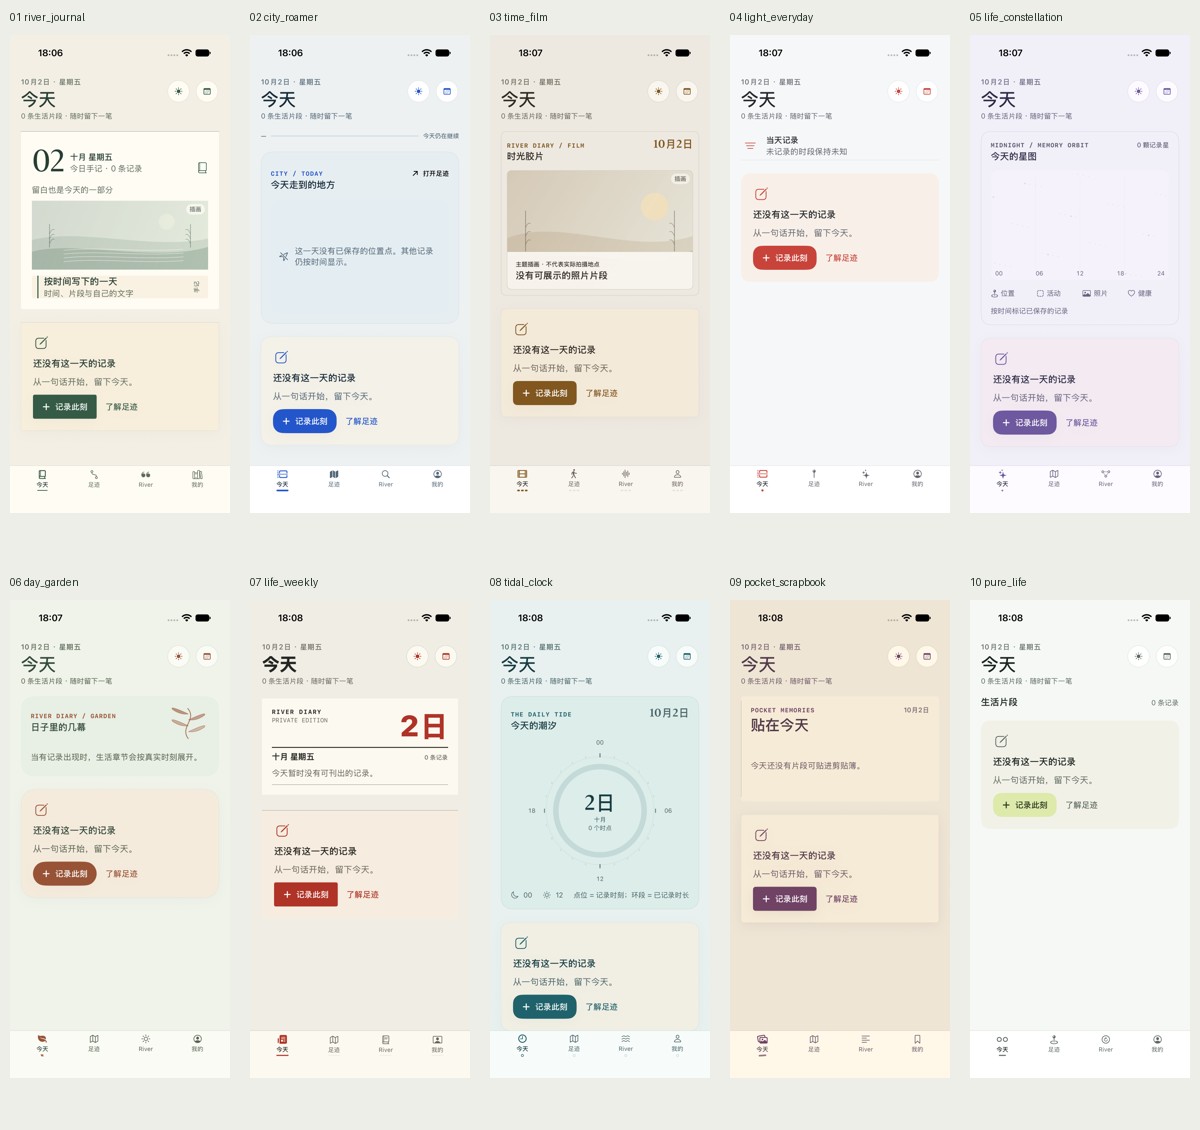 01 river_journal
18:06
10月2日 · 星期五
今天
0 条生活片段 · 随时留下一笔
02
十月 星期五
今日手记 · 0 条记录
留白也是今天的一部分
插画
按时间写下的一天
时间、片段与自己的文字
还没有这一天的记录
从一句话开始，留下今天。
+ 记录此刻
了解足迹
今天
足迹
River
我的
02 city_roamer
18:06
10月2日 · 星期五
今天
0 条生活片段 · 随时留下一笔
今天仍在继续
CITY / TODAY
打开足迹
今天走到的地方
这一天没有已保存的位置点。其他记录
仍按时间显示。
还没有这一天的记录
从一句话开始，留下今天。
+ 记录此刻
了解足迹
今天
足迹
River
我的
03 time_film
18:07
10月2日 · 星期五
今天
0 条生活片段 · 随时留下一笔
RIVER DIARY / FILM
10月2日
时光胶片
插画
主题插画 · 不代表实际拍摄地点
没有可展示的照片片段
还没有这一天的记录
从一句话开始，留下今天。
+ 记录此刻
了解足迹
今天
足迹
River
我的
04 light_everyday
18:07
10月2日 · 星期五
今天
0 条生活片段 · 随时留下一笔
当天记录
未记录的时段保持未知
还没有这一天的记录
从一句话开始，留下今天。
+ 记录此刻
了解足迹
今天
足迹
River
我的
05 life_constellation
18:07
10月2日 · 星期五
今天
0 条生活片段 · 随时留下一笔
MIDNIGHT / MEMORY ORBIT
0 颗记录星
今天的星图
00 06 12 18 24
位置 活动 照片 健康
按时间标记已保存的记录
还没有这一天的记录
从一句话开始，留下今天。
+ 记录此刻
了解足迹
今天
足迹
River
我的
06 day_garden
18:07
10月2日 · 星期五
今天
0 条生活片段 · 随时留下一笔
RIVER DIARY / GARDEN
日子里的几幕
当有记录出现时，生活章节会按真实时刻展开。
还没有这一天的记录
从一句话开始，留下今天。
+ 记录此刻
了解足迹
今天
足迹
River
我的
07 life_weekly
18:08
10月2日 · 星期五
今天
0 条生活片段 · 随时留下一笔
RIVER DIARY
PRIVATE EDITION
2日
十月 星期五
0 条记录
今天暂时没有可刊出的记录。
还没有这一天的记录
从一句话开始，留下今天。
+ 记录此刻
了解足迹
今天
足迹
River
我的
08 tidal_clock
18:08
10月2日 · 星期五
今天
0 条生活片段 · 随时留下一笔
THE DAILY TIDE
10月2日
今天的潮汐
00
18
2日
十月
0 个时点
06
12
00 12 点位 = 记录时刻；环段 = 已记录时长
还没有这一天的记录
从一句话开始，留下今天。
+ 记录此刻
了解足迹
今天
足迹
River
我的
09 pocket_scrapbook
18:08
10月2日 · 星期五
今天
0 条生活片段 · 随时留下一笔
POCKET MEMORIES
10月2日
贴在今天
今天还没有片段可贴进剪贴簿。
还没有这一天的记录
从一句话开始，留下今天。
+ 记录此刻
了解足迹
今天
足迹
River
我的
10 pure_life
18:08
10月2日 · 星期五
今天
0 条生活片段 · 随时留下一笔
生活片段
0 条记录
还没有这一天的记录
从一句话开始，留下今天。
+ 记录此刻
了解足迹
今天
足迹
River
我的